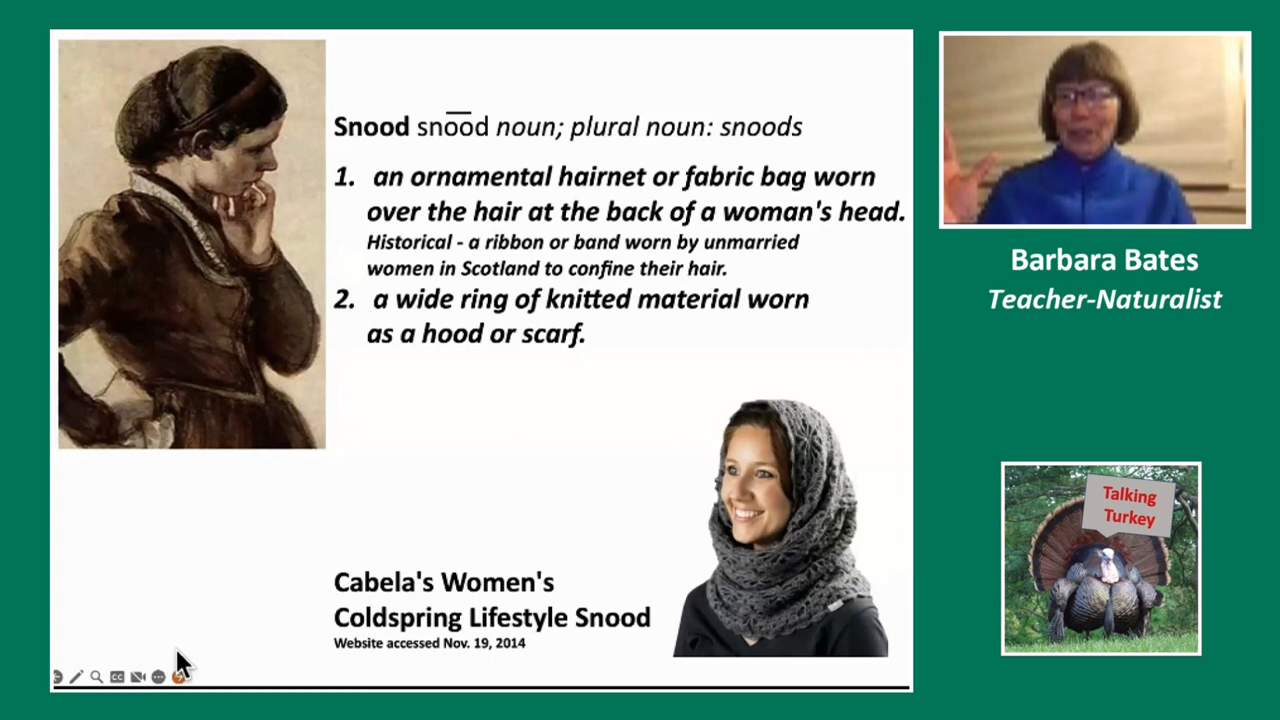 Snood snōōd noun; plural noun: snoods
1. an ornamental hairnet or fabric bag worn
over the hair at the back of a woman's head.
Historical - a ribbon or band worn by unmarried
women in Scotland to confine their hair.
2. a wide ring of knitted material worn
as a hood or scarf.
Cabela's Women's
Coldspring Lifestyle Snood
Website accessed Nov. 19, 2014
CC
Barbara Bates
Teacher-Naturalist
Talking
Turkey